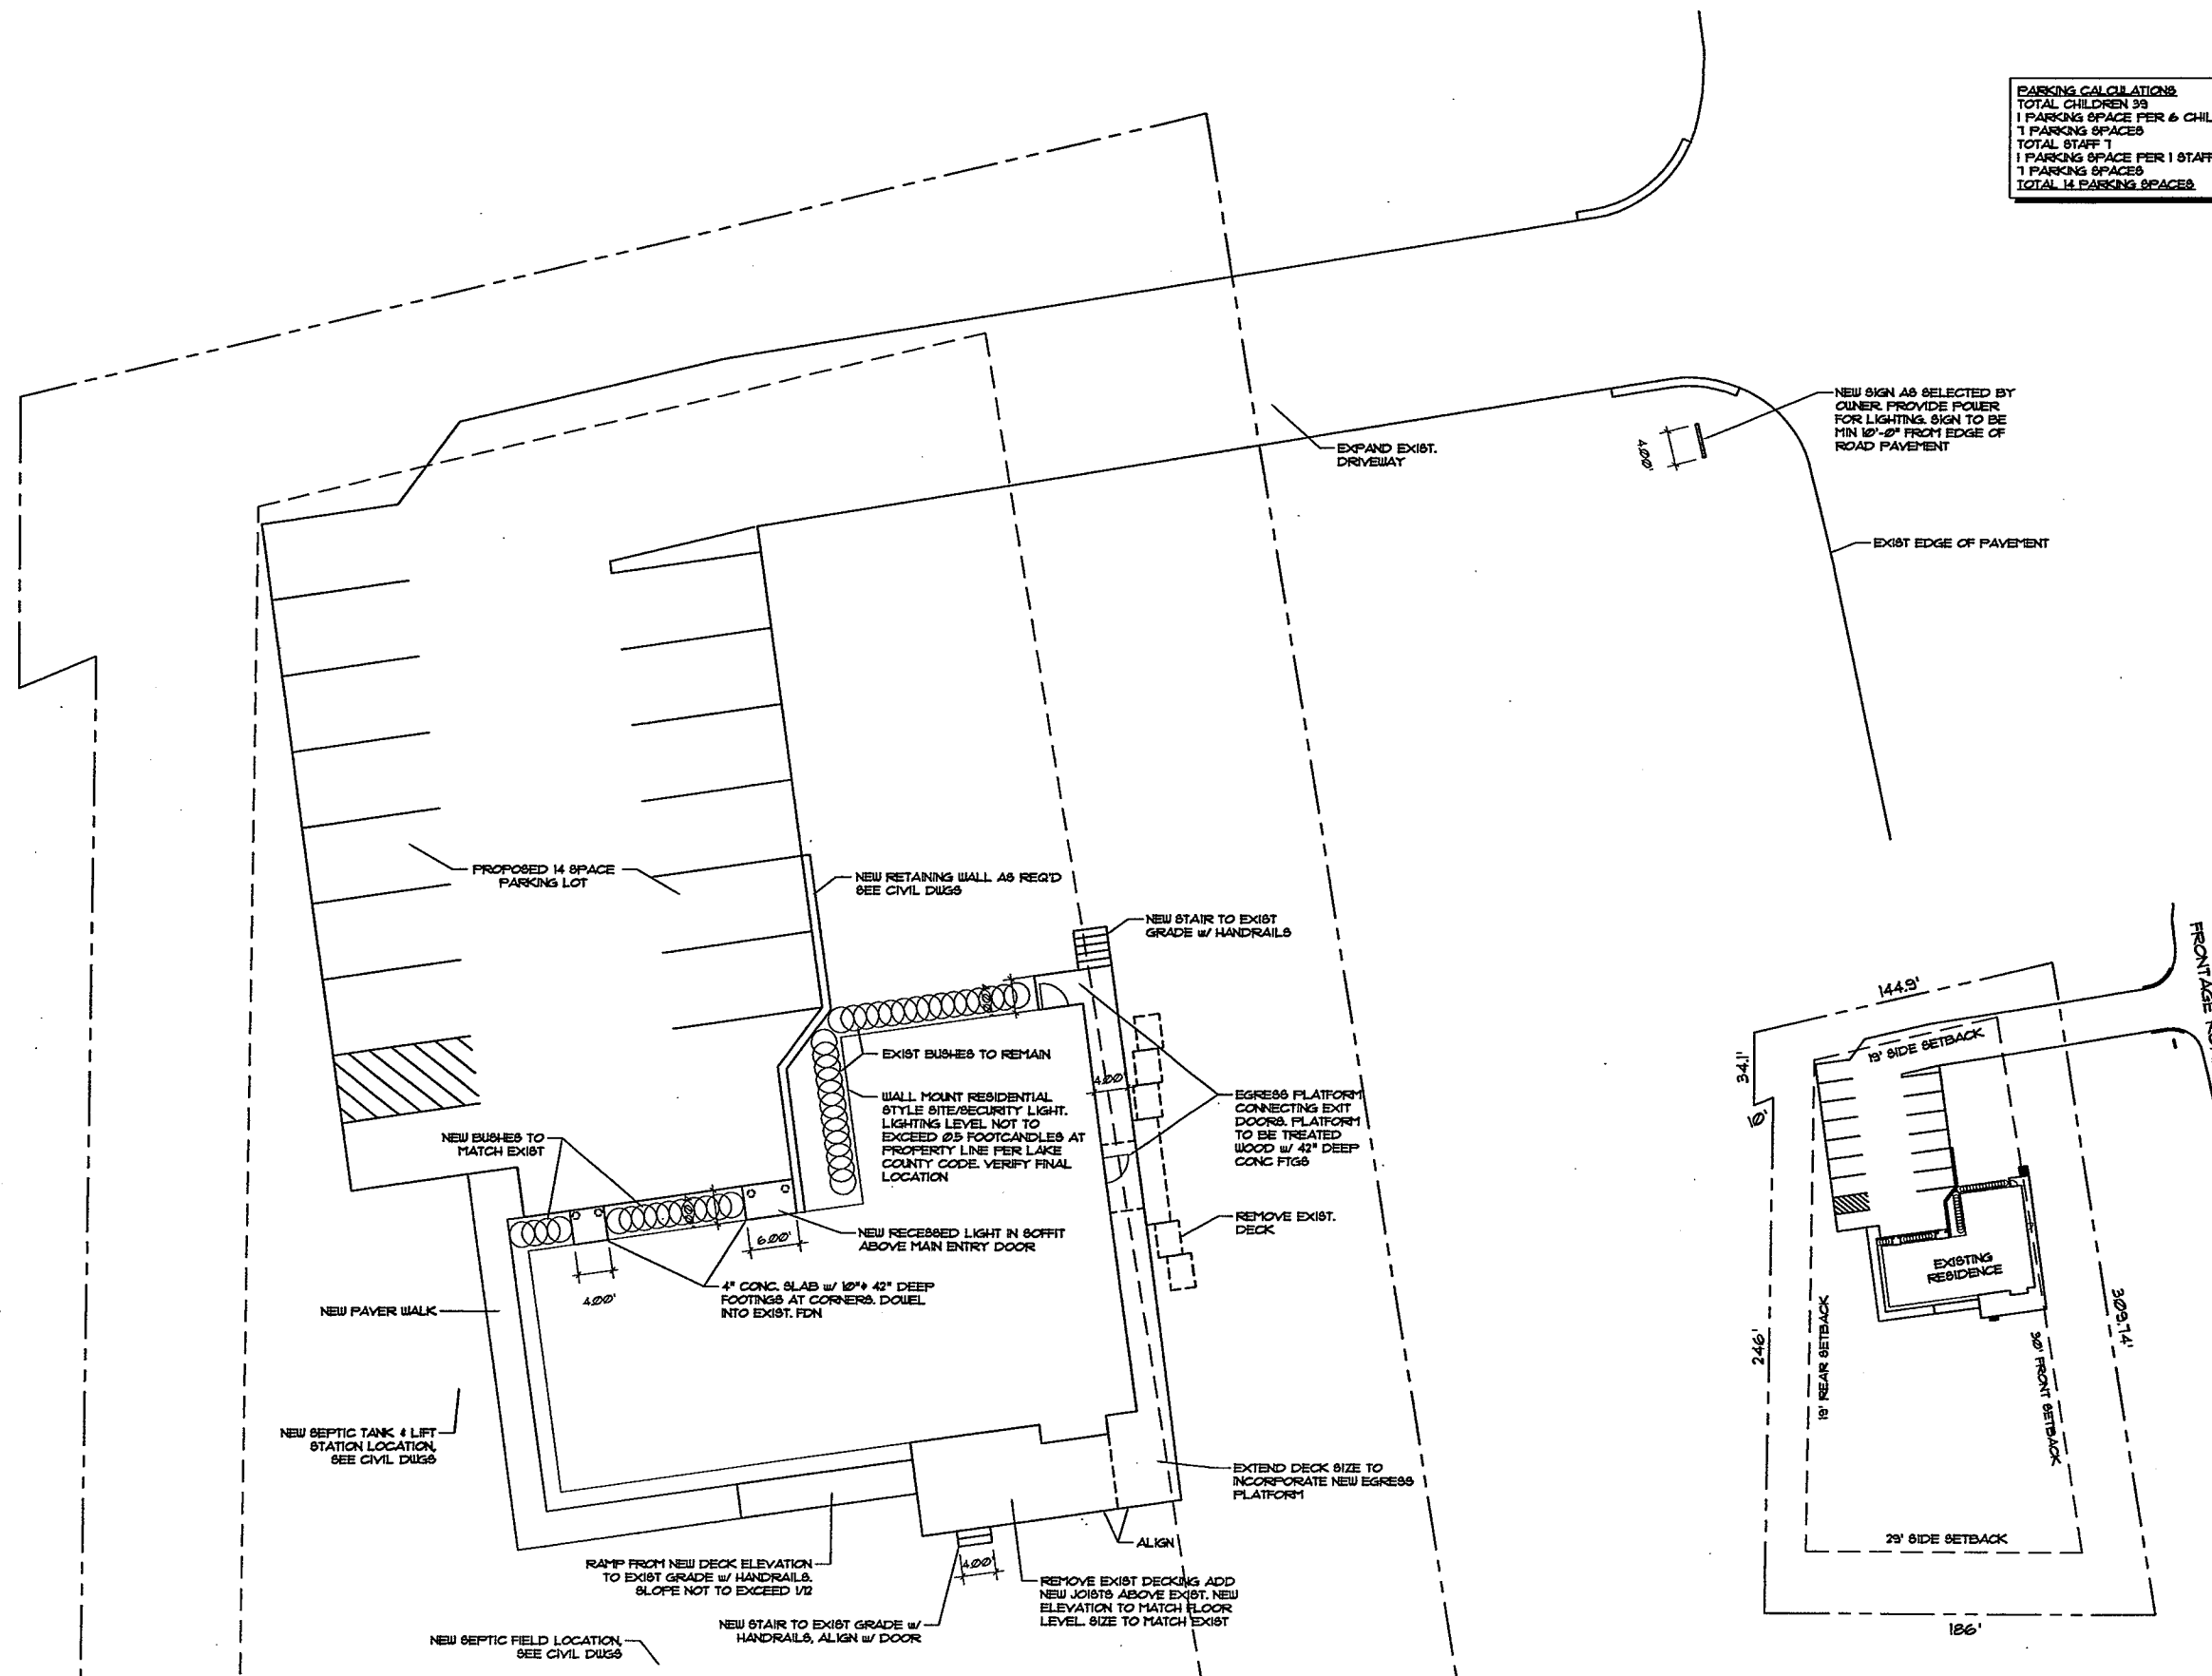 PARKING CALCULATIONS
TOTAL CHILDREN 39
1 PARKING SPACE PER 6 CHIL
7 PARKING SPACES
TOTAL STAFF 7
1 PARKING SPACE PER 1 STAFF
7 PARKING SPACES
TOTAL 14 PARKING SPACES
NEW SIGN AS SELECTED BY
OWNER. PROVIDE POWER
FOR LIGHTING. SIGN TO BE
MIN 10'-0" FROM EDGE OF
ROAD PAVEMENT
4.00'
EXPAND EXIST.
DRIVEWAY
EXIST EDGE OF PAVEMENT
PROPOSED 14 SPACE
PARKING LOT
NEW RETAINING WALL AS REQ'D
SEE CIVIL DWGS
NEW STAIR TO EXIST
GRADE w/ HANDRAILS
EXIST BUSHES TO REMAIN
WALL MOUNT RESIDENTIAL
STYLE SITE/SECURITY LIGHT.
LIGHTING LEVEL NOT TO
EXCEED 0.5 FOOTCANDLES AT
PROPERTY LINE PER LAKE
COUNTY CODE. VERIFY FINAL
LOCATION
4.00'
EGRESS PLATFORM
CONNECTING EXIT
DOORS. PLATFORM
TO BE TREATED
WOOD w/ 42" DEEP
CONC FTGS
NEW BUSHES TO
MATCH EXIST
REMOVE EXIST.
DECK
NEW RECESSED LIGHT IN SOFFIT
ABOVE MAIN ENTRY DOOR
6.00'
4.00'
4" CONC. SLAB w/ 10"ϕ 42" DEEP
FOOTINGS AT CORNERS. DOWEL
INTO EXIST. FDN
NEW PAVER WALK
NEW SEPTIC TANK & LIFT
STATION LOCATION,
SEE CIVIL DWGS
EXTEND DECK SIZE TO
INCORPORATE NEW EGRESS
PLATFORM
ALIGN
RAMP FROM NEW DECK ELEVATION
TO EXIST GRADE w/ HANDRAILS.
SLOPE NOT TO EXCEED 1/12
4.00'
REMOVE EXIST DECKING ADD
NEW JOISTS ABOVE EXIST. NEW
ELEVATION TO MATCH FLOOR
LEVEL. SIZE TO MATCH EXIST
NEW STAIR TO EXIST GRADE w/
HANDRAILS, ALIGN w/ DOOR
NEW SEPTIC FIELD LOCATION,
SEE CIVIL DWGS
FRONTAGE
144.9'
34.1'
10'
19' SIDE SETBACK
EXISTING
RESIDENCE
246'
19' REAR SETBACK
30' FRONT SETBACK
309.74'
29' SIDE SETBACK
186'